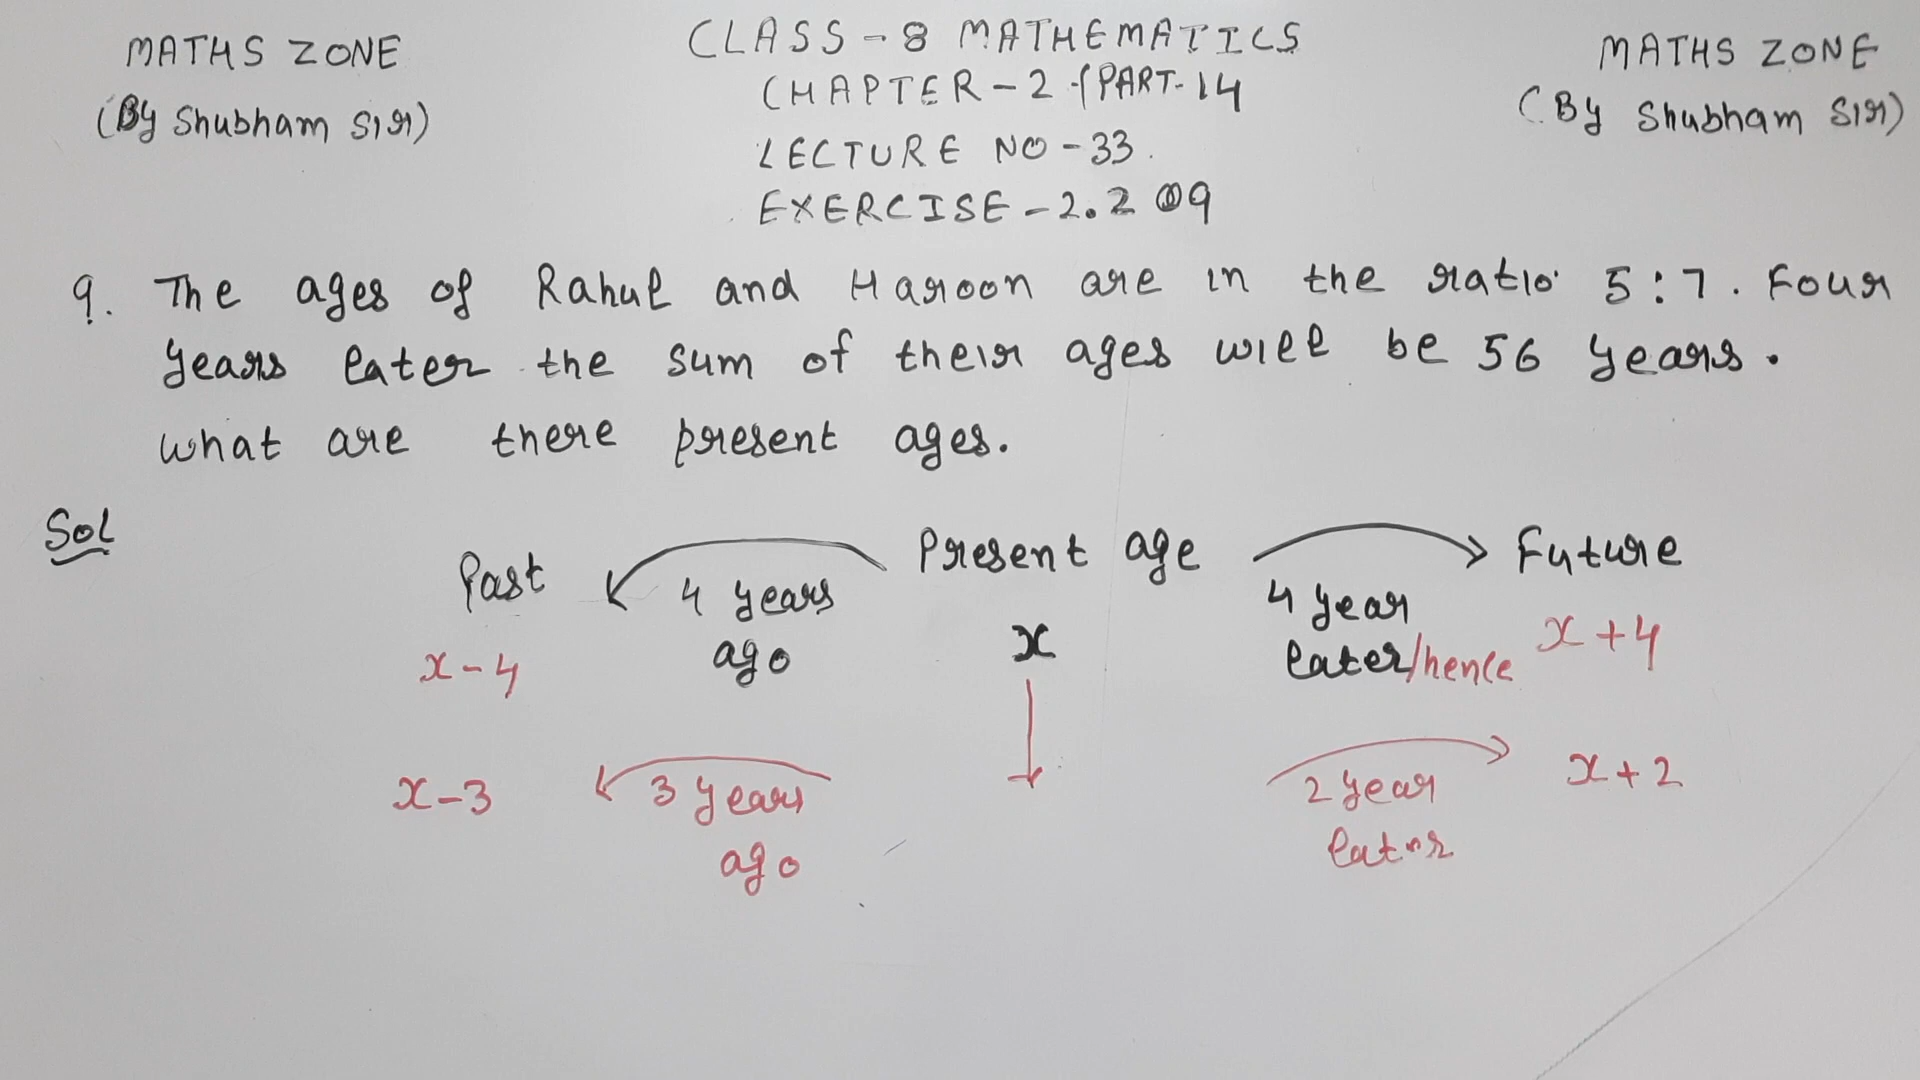 MATHS ZONE
(By Shubham Sir)
CLASS-8 MATHEMATICS
CHAPTER-2 {PART-14
LECTURE NO-33
EXERCISE-2.2 Q9
MATHS ZONE
(By Shubham Sir)
9. The ages of Rahul and Haroon are in the ratio 5:7. Four
years later the sum of their ages will be 56 years.
what are there present ages.
Sol
Past
4 years
ago
Present age
4 year
later/hence
Future
x-4
x
x+4
x-3
3 years
ago
2 year
later
x+2